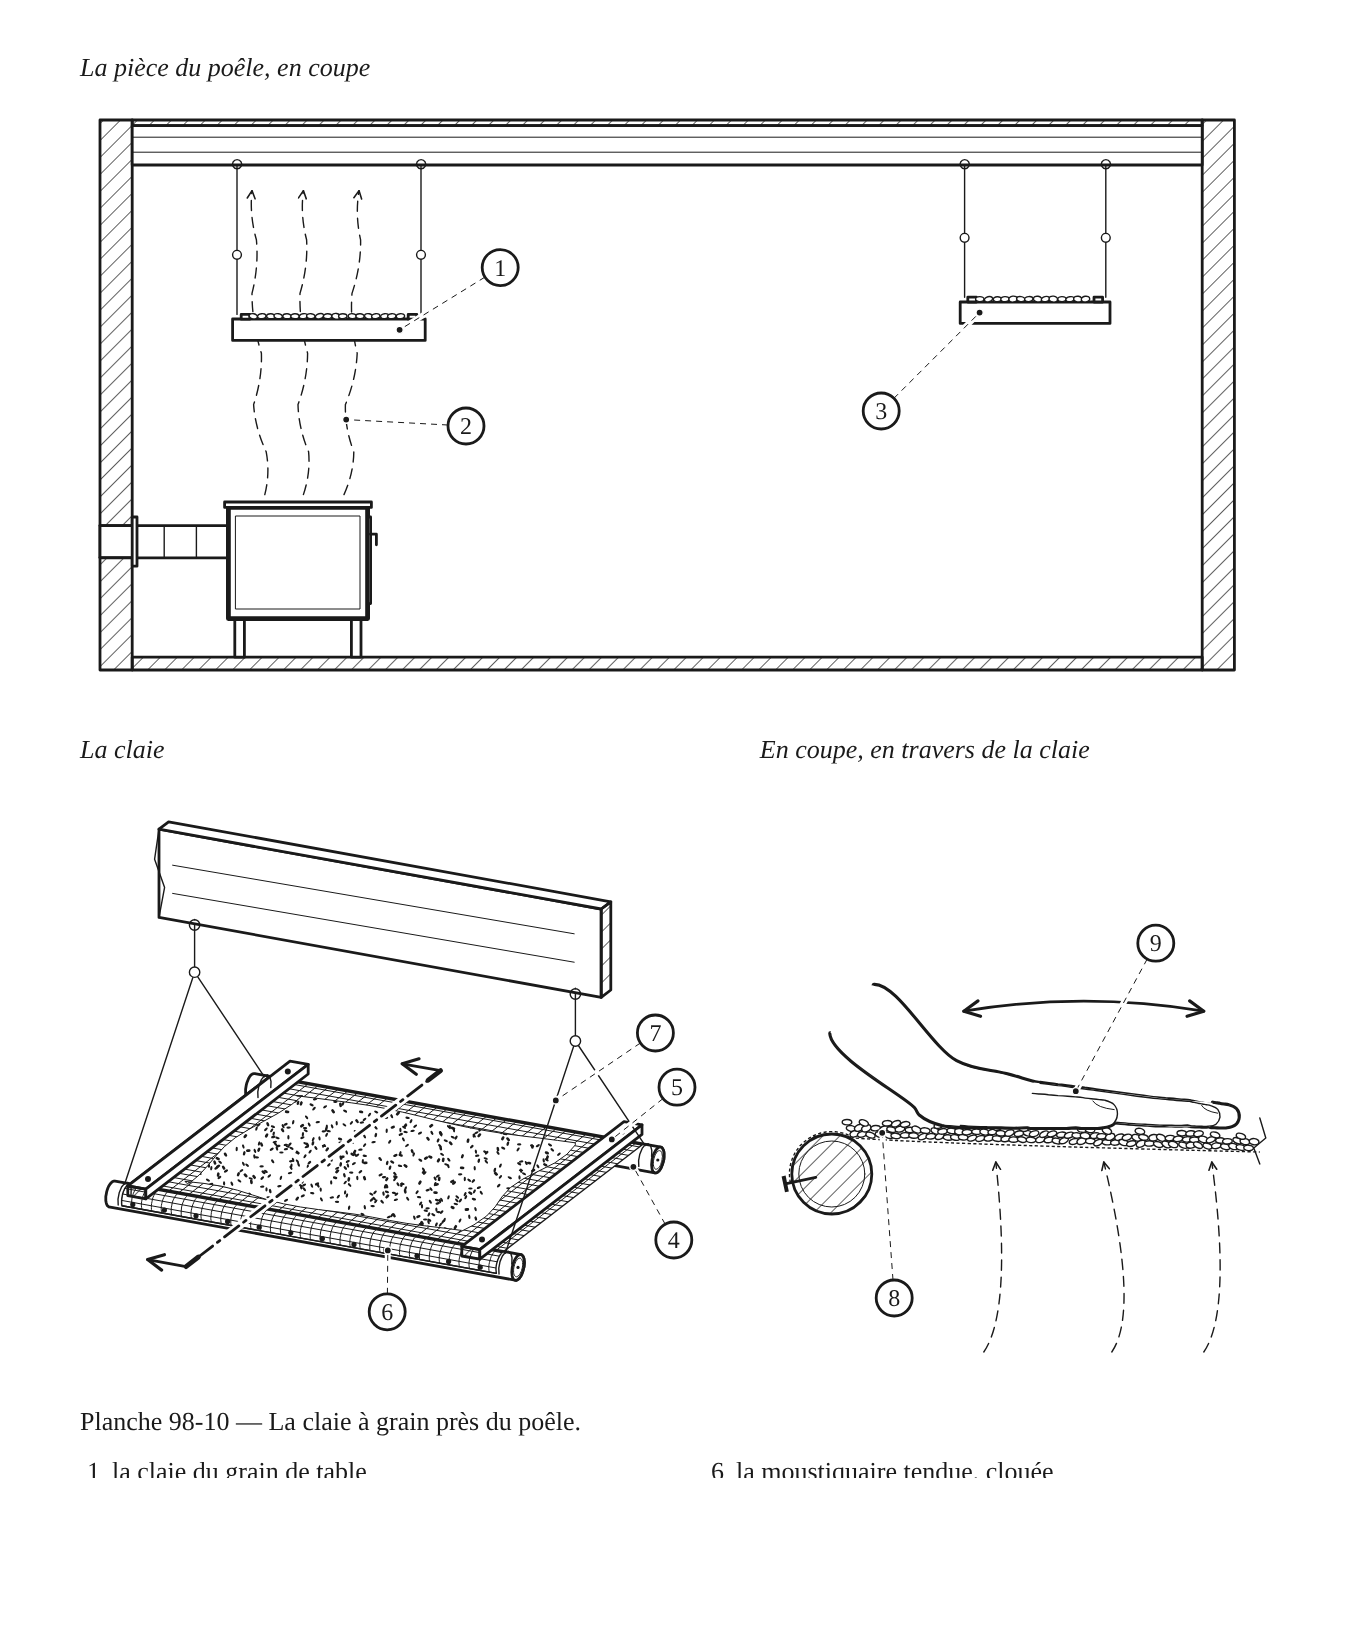 La pièce du poêle, en coupe
1
2
3
La claie
En coupe, en travers de la claie
9
7
5
4
8
6
Planche 98-10 — La claie à grain près du poêle.
1 la claie du grain de table
6 la moustiquaire tendue, clouée